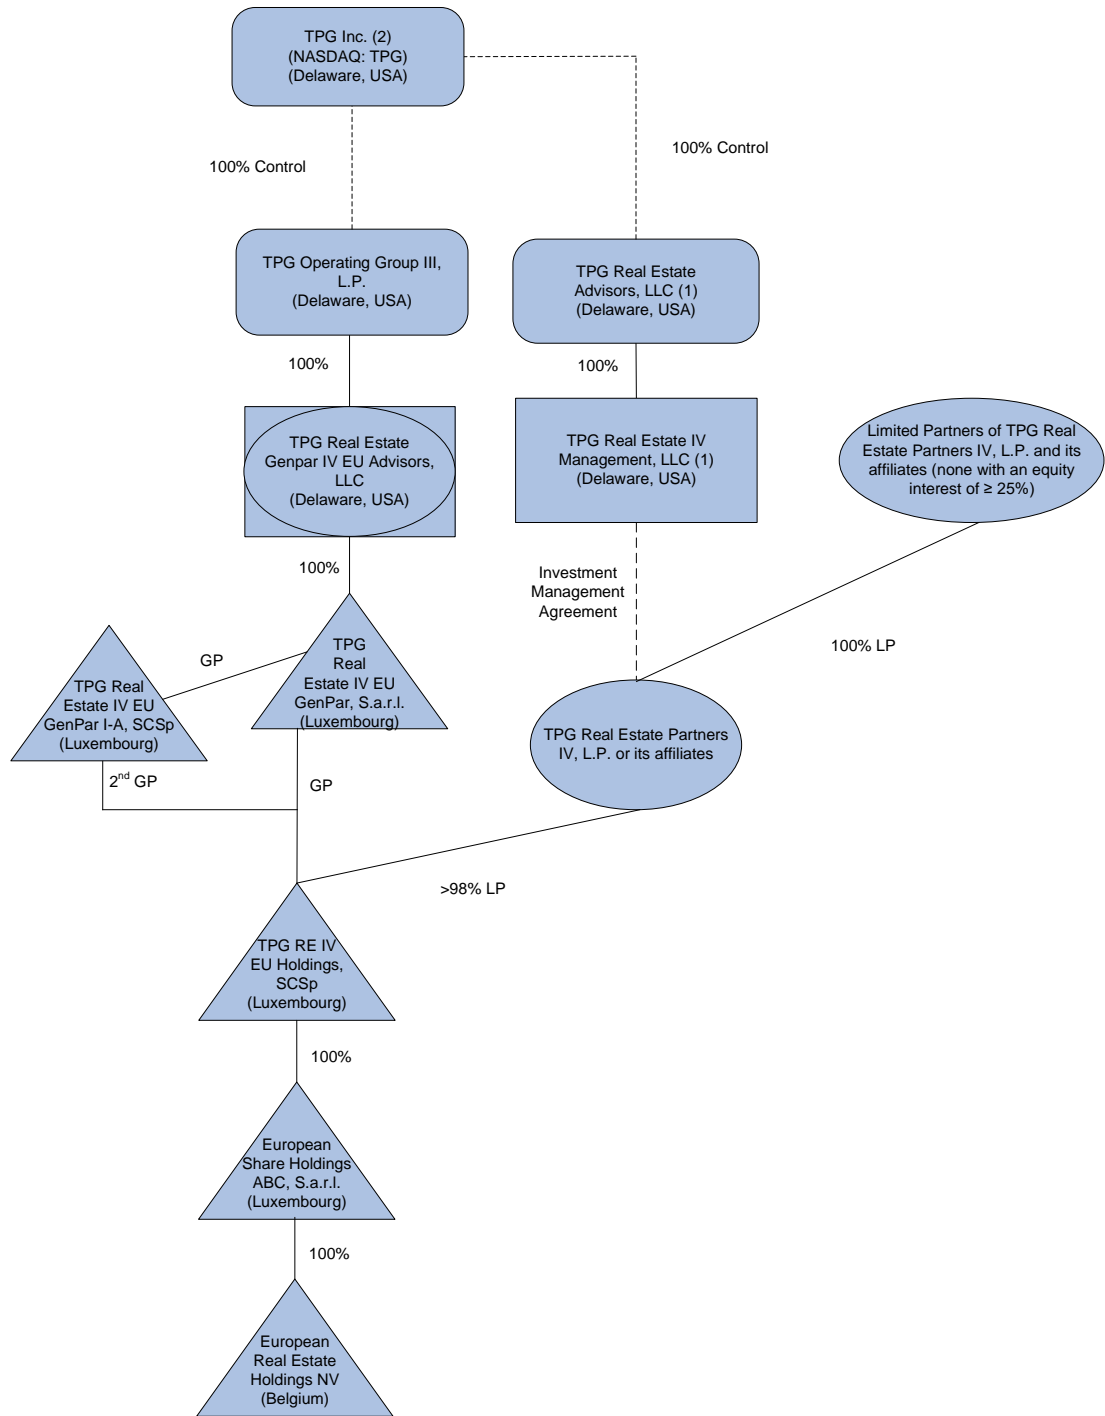 TPG Inc. (2)
(NASDAQ: TPG)
(Delaware, USA)
100% Control
100% Control
TPG Operating Group III,
L.P.
(Delaware, USA)
TPG Real Estate
Advisors, LLC (1)
(Delaware, USA)
100%
100%
TPG Real Estate
Genpar IV EU Advisors,
LLC
(Delaware, USA)
TPG Real Estate IV
Management, LLC (1)
(Delaware, USA)
Limited Partners of TPG Real
Estate Partners IV, L.P. and its
affiliates (none with an equity
interest of ≥ 25%)
100%
Investment
Management
Agreement
100% LP
GP
TPG Real
Estate IV EU
GenPar I-A, SCSp
(Luxembourg)
TPG
Real
Estate IV EU
GenPar, S.a.r.l.
(Luxembourg)
TPG Real Estate Partners
IV, L.P. or its affiliates
2nd GP
GP
>98% LP
TPG RE IV
EU Holdings,
SCSp
(Luxembourg)
100%
European
Share Holdings
ABC, S.a.r.l.
(Luxembourg)
100%
European
Real Estate
Holdings NV
(Belgium)